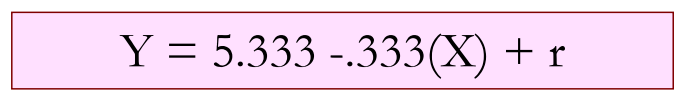 Y = 5.333 -.333(X) + r